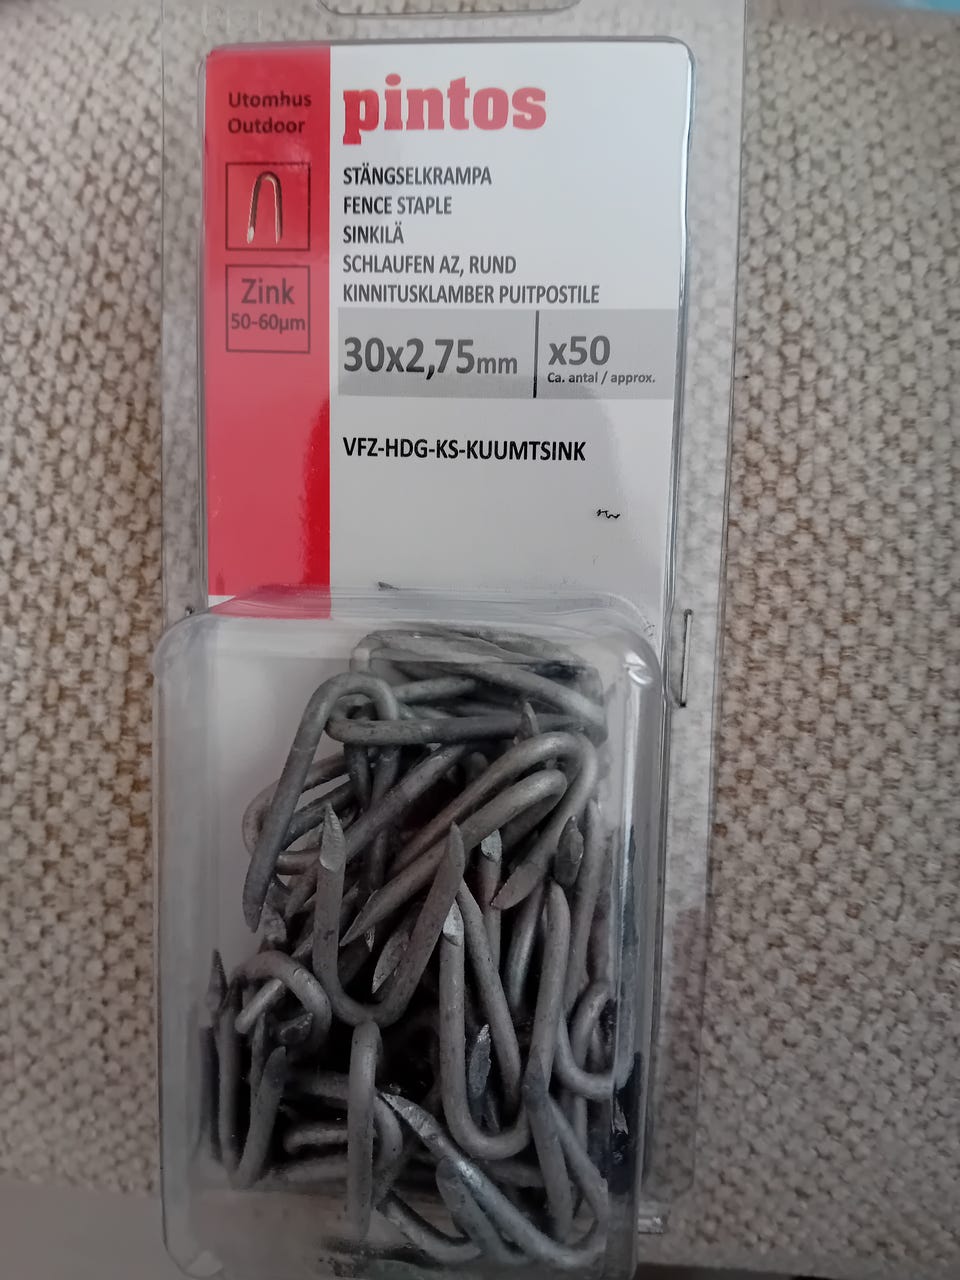 Utomhus
Outdoor
pintos
STÄNGSELKRAMPA
FENCE STAPLE
SINKILÄ
SCHLAUFEN AZ, RUND
KINNITUSKLAMBER PUITPOSTILE
Zink
50-60µm
30x2,75mm
x50
Ca. antal / approx.
VFZ-HDG-KS-KUUMTSINK